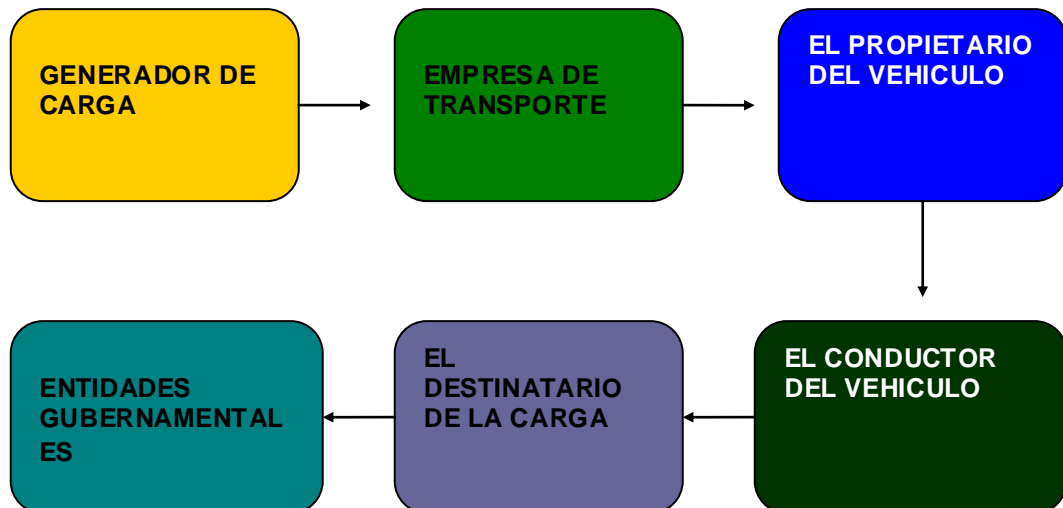 GENERADOR DE
CARGA
EMPRESA DE
TRANSPORTE
EL PROPIETARIO
DEL VEHICULO
EL CONDUCTOR
DEL VEHICULO
EL
DESTINATARIO
DE LA CARGA
ENTIDADES
GUBERNAMENTAL
ES